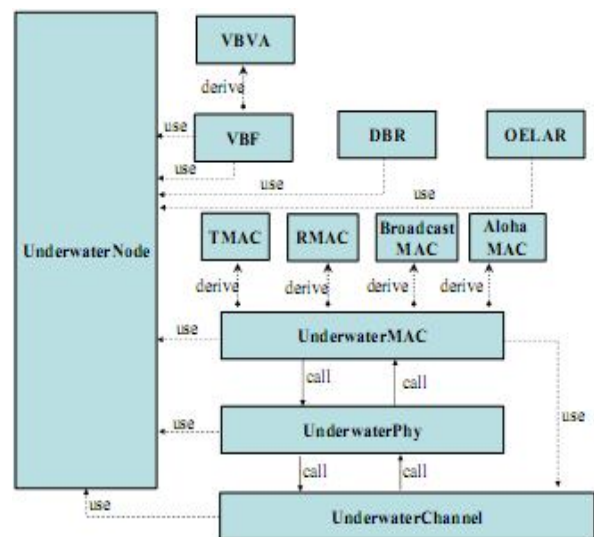 VBVA
derive
use
VBF
DBR
OELAR
use
use
use
UnderwaterNode
TMAC
RMAC
Broadcast
MAC
Aloha
MAC
derive
derive
derive
derive
use
UnderwaterMAC
call
call
use
use
UnderwaterPhy
call
call
use
UnderwaterChannel